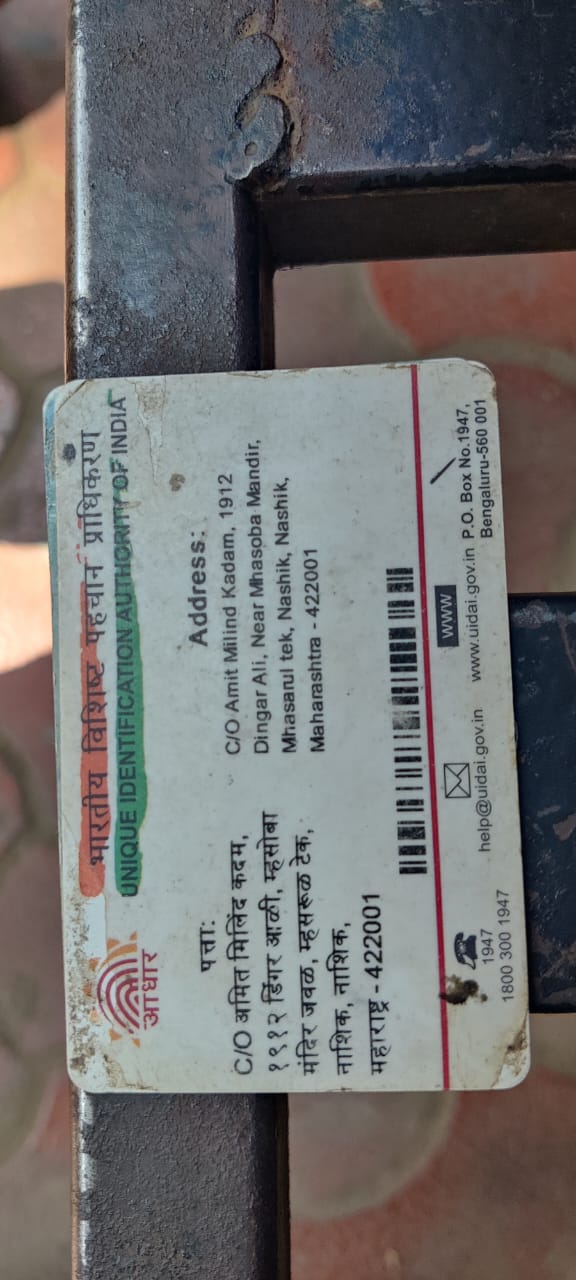 भारतीय विशिष्ट पहचान प्राधिकरण
UNIQUE IDENTIFICATION AUTHORITY OF INDIA
आधार
पत्ता:
C/O अमित मिलिंद कदम,
१९१२ डिंगर आळी, म्हसोबा
मंदिर जवळ, म्हसरूळ टेक,
नाशिक, नाशिक,
महाराष्ट्र - 422001
Address:
C/O Amit Milind Kadam, 1912
Dingar Ali, Near Mhasoba Mandir,
Mhasarul tek, Nashik, Nashik,
Maharashtra - 422001
1947
1800 300 1947
help@uidai.gov.in
WWW
www.uidai.gov.in
P.O. Box No.1947,
Bengaluru-560 001